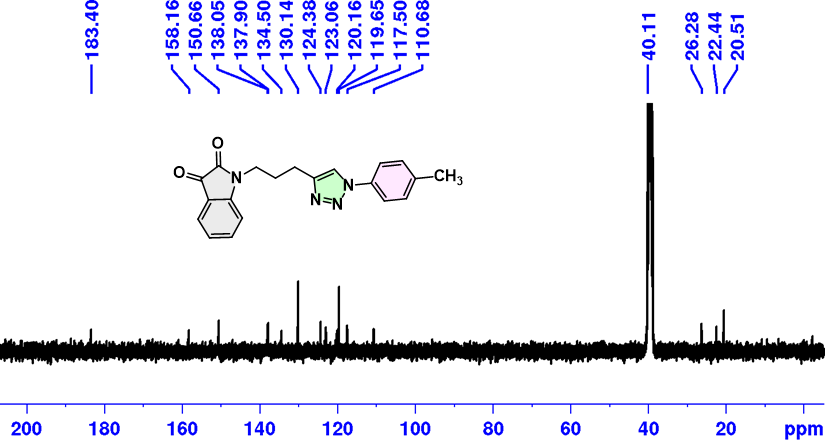 183.40
158.16
150.66
138.05
137.90
134.50
130.14
124.38
123.06
120.16
119.65
117.50
110.68
40.11
26.28
22.44
20.51
O
O
N
N
N
N
CH3
200 180 160 140 120 100 80 60 40 20 ppm